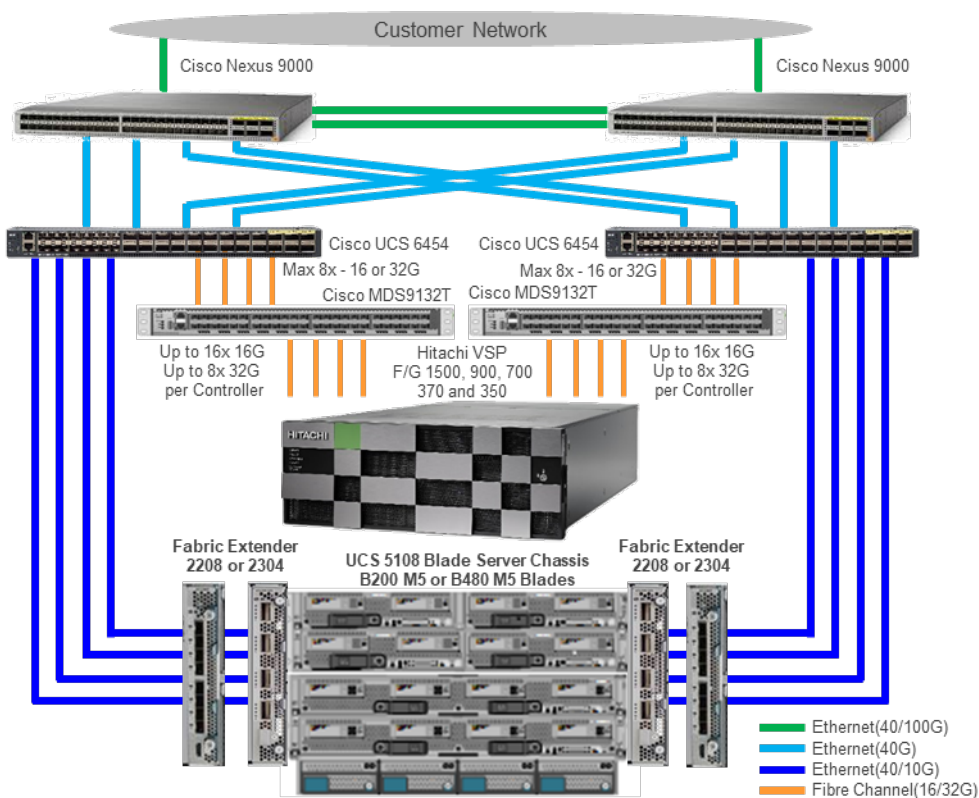 Customer Network
Cisco Nexus 9000
Cisco Nexus 9000
Cisco UCS 6454
Cisco UCS 6454
Max 8x - 16 or 32G
Max 8x - 16 or 32G
Cisco MDS9132T
Cisco MDS9132T
Up to 16x 16G
Up to 8x 32G
per Controller
Hitachi VSP
F/G 1500, 900, 700
370 and 350
Up to 16x 16G
Up to 8x 32G
per Controller
HITACHI
Fabric Extender
2208 or 2304
UCS 5108 Blade Server Chassis
B200 M5 or B480 M5 Blades
Fabric Extender
2208 or 2304
Ethernet(40/100G)
Ethernet(40G)
Ethernet(40/10G)
Fibre Channel(16/32G)